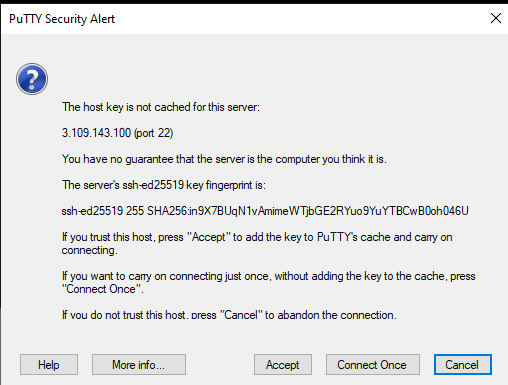 PuTTY Security Alert
The host key is not cached for this server:
3.109.143.100 (port 22)
You have no guarantee that the server is the computer you think it is.
The server's ssh-ed25519 key fingerprint is:
ssh-ed25519 255 SHA256:in9X7BUqN1vAmimeWTjbGE2RYuo9YuYTBCwB0oh046U
If you trust this host, press "Accept" to add the key to PuTTY's cache and carry on
connecting.
If you want to carry on connecting just once, without adding the key to the cache, press
"Connect Once".
If you do not trust this host, press "Cancel" to abandon the connection.
Help
More info...
Accept
Connect Once
Cancel